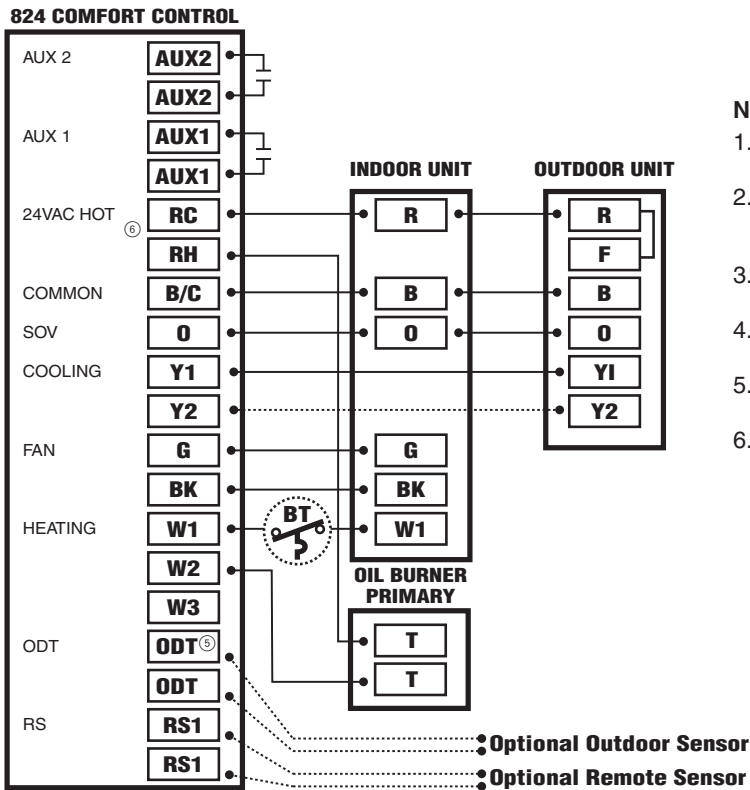 824 COMFORT CONTROL
AUX 2
AUX2
AUX2
AUX 1
AUX1
AUX1
24VAC HOT ⑥
RC
RH
COMMON
B/C
SOV
O
COOLING
Y1
Y2
FAN
G
BK
HEATING
W1
W2
W3
ODT
ODT⑤
ODT
RS
RS1
RS1
BT
INDOOR UNIT
R
B
O
G
BK
W1
OIL BURNER
PRIMARY
T
T
OUTDOOR UNIT
R
F
B
O
YI
Y2
Optional Outdoor Sensor
Optional Remote Sensor
N
1.
2.
3.
4.
5.
6.